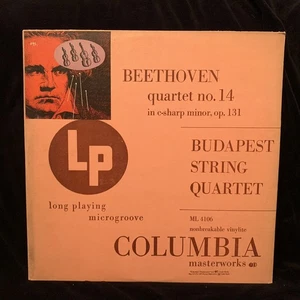 BEETHOVEN
quartet no. 14
in c-sharp minor, op. 131
Lp
long playing
microgroove
BUDAPEST
STRING
QUARTET
ML 4106
nonbreakable vinylite
COLUMBIA
masterworks